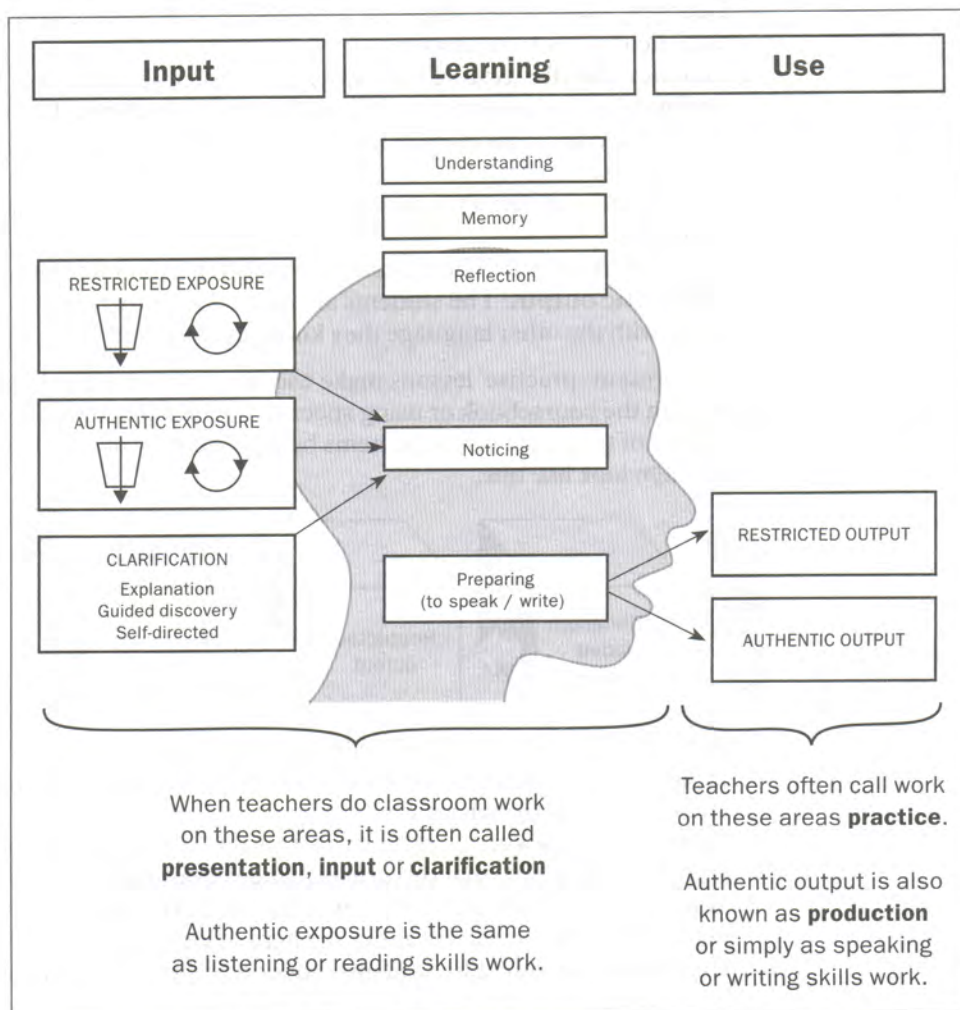 Input
Learning
Use
Understanding
Memory
Reflection
RESTRICTED EXPOSURE
AUTHENTIC EXPOSURE
Noticing
CLARIFICATION
Explanation
Guided discovery
Self-directed
Preparing
(to speak / write)
RESTRICTED OUTPUT
AUTHENTIC OUTPUT
When teachers do classroom work
on these areas, it is often called
presentation, input or clarification
Authentic exposure is the same
as listening or reading skills work.
Teachers often call work
on these areas practice.
Authentic output is also
known as production
or simply as speaking
or writing skills work.